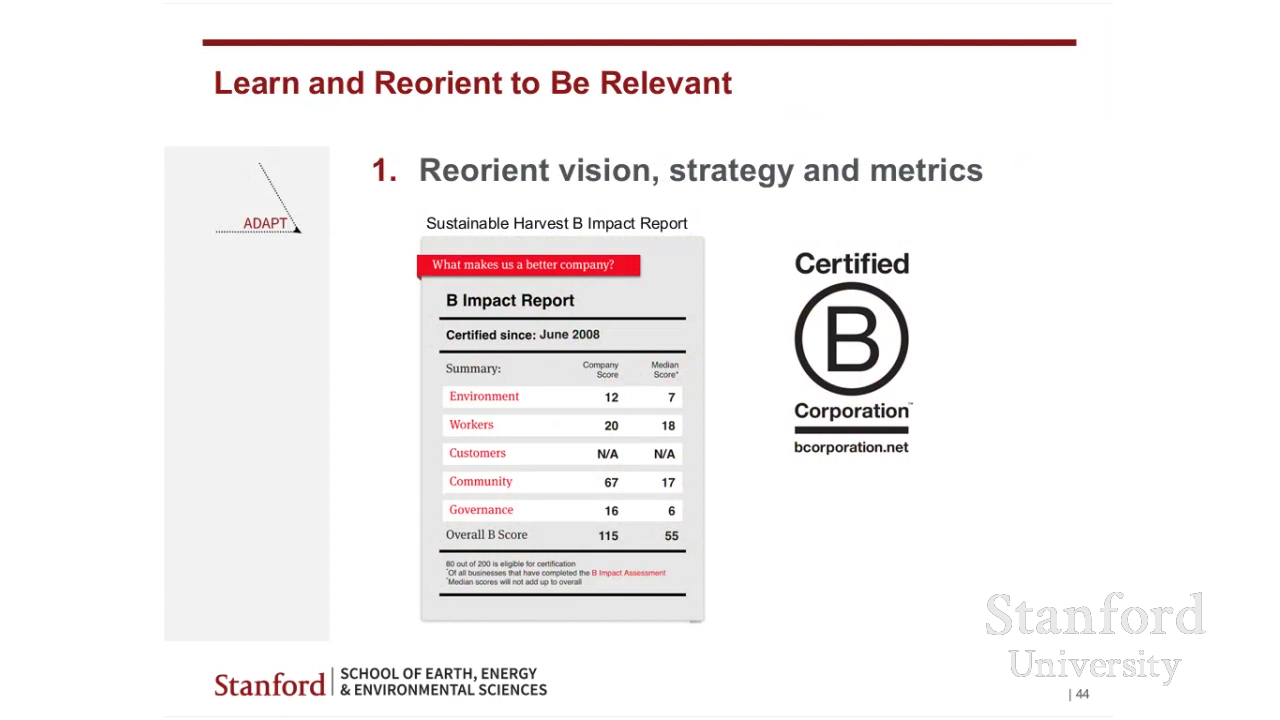 Learn and Reorient to Be Relevant
ADAPT
1. Reorient vision, strategy and metrics
Sustainable Harvest B Impact Report
What makes us a better company?
B Impact Report
Certified since: June 2008
Summary: Company Score Median Score*
Environment 12 7
Workers 20 18
Customers N/A N/A
Community 67 17
Governance 16 6
Overall B Score 115 55
80 out of 200 is eligible for certification
*Of all businesses that have completed the B Impact Assessment
*Median scores will not add up to overall
Certified
B
Corporation™
bcorporation.net
Stanford
University
Stanford | SCHOOL OF EARTH, ENERGY
& ENVIRONMENTAL SCIENCES
| 44